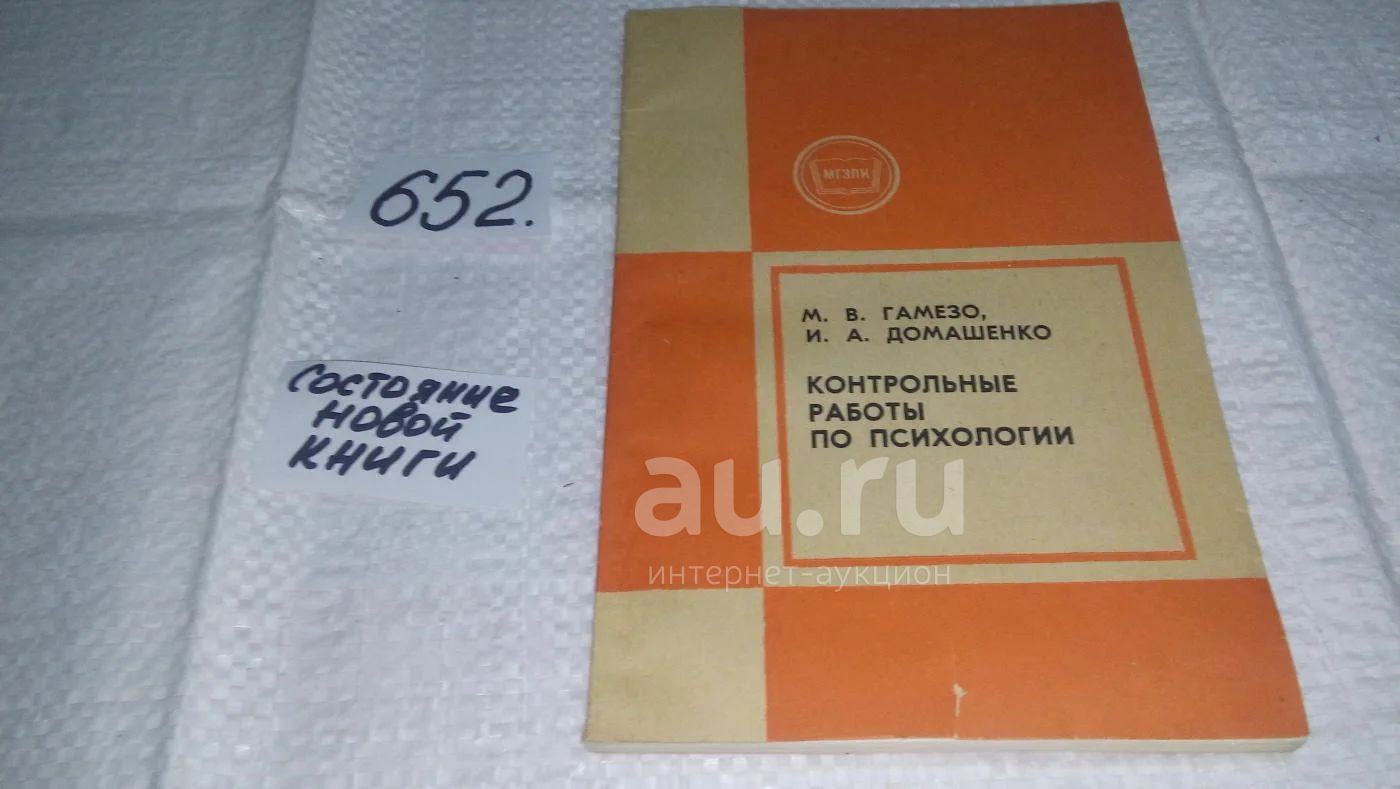 652.
Состояние
новой
книги
МГЗПИ
М. В. ГАМЕЗО,
И. А. ДОМАШЕНКО
КОНТРОЛЬНЫЕ
РАБОТЫ
ПО ПСИХОЛОГИИ
au.ru
интернет-аукцион